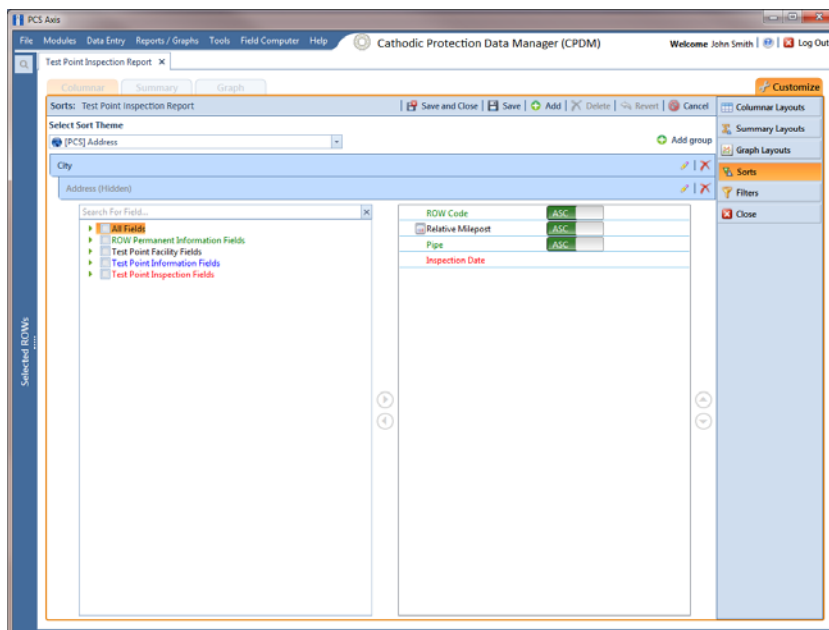 PCS Axis
File Modules Data Entry Reports / Graphs Tools Field Computer Help Cathodic Protection Data Manager (CPDM) Welcome John Smith | | Log Out
Test Point Inspection Report X
Columnar Summary Graph Customize
Sorts: Test Point Inspection Report | Save and Close | Save | Add | Delete | Revert | Cancel
Columnar Layouts
Select Sort Theme
Summary Layouts
[PCS] Address Add group
Graph Layouts
City
Sorts
Address (Hidden)
Filters
Search For Field...
Close
All Fields
ROW Permanent Information Fields
Test Point Facility Fields
Test Point Information Fields
Test Point Inspection Fields
ROW Code ASC
Relative Milepost ASC
Pipe ASC
Inspection Date
Selected ROWs